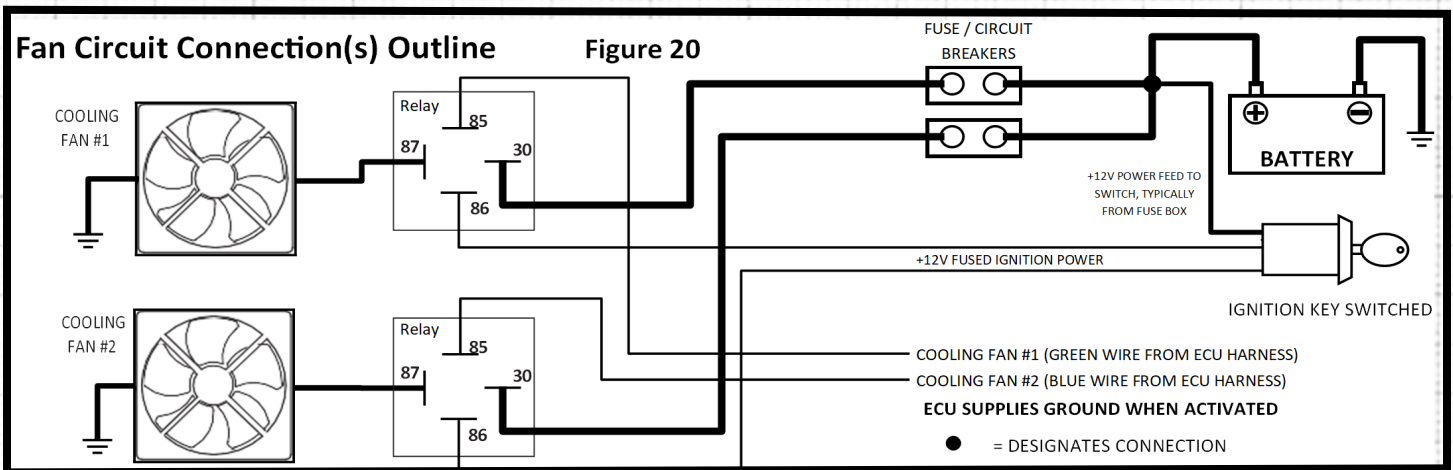 Fan Circuit Connection(s) Outline
Figure 20
FUSE / CIRCUIT
BREAKERS
COOLING
FAN #1
Relay
85
87
30
86
BATTERY
+12V POWER FEED TO
SWITCH, TYPICALLY
FROM FUSE BOX
+12V FUSED IGNITION POWER
IGNITION KEY SWITCHED
COOLING
FAN #2
Relay
85
87
30
86
COOLING FAN #1 (GREEN WIRE FROM ECU HARNESS)
COOLING FAN #2 (BLUE WIRE FROM ECU HARNESS)
ECU SUPPLIES GROUND WHEN ACTIVATED
= DESIGNATES CONNECTION